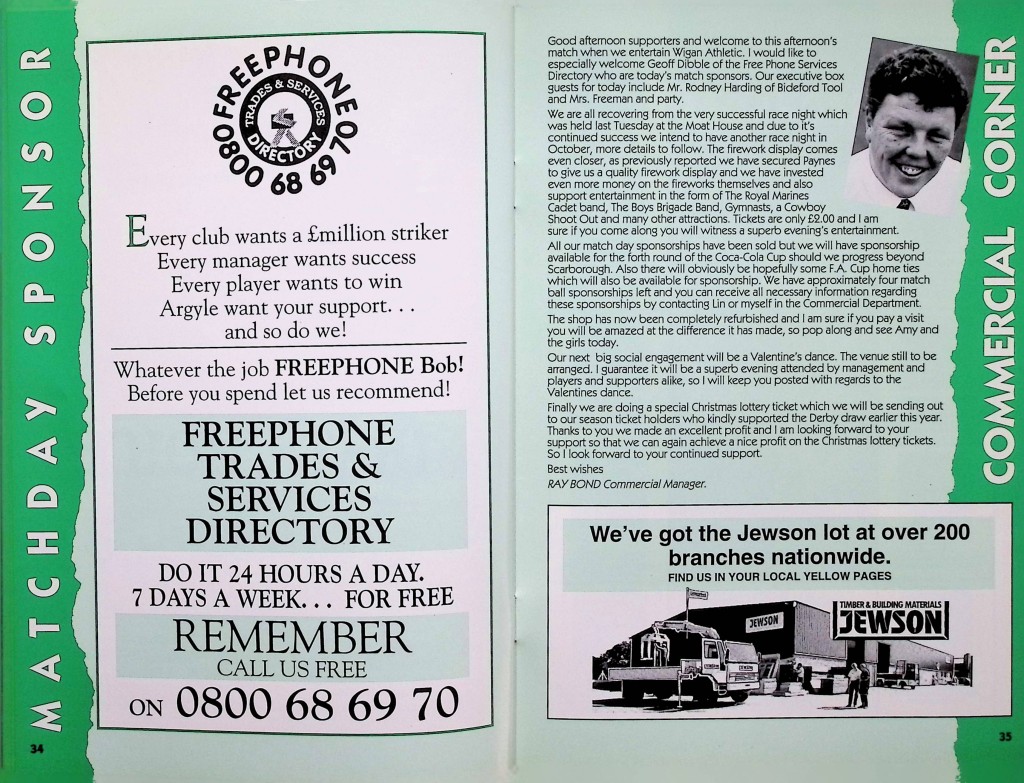 MATCHDAY SPONSOR
FREEPHONE
0800 68 69 70
TRADES & SERVICES
DIRECTORY
Every club wants a £million striker
Every manager wants success
Every player wants to win
Argyle want your support. . .
and so do we!
Whatever the job FREEPHONE Bob!
Before you spend let us recommend!
FREEPHONE
TRADES &
SERVICES
DIRECTORY
DO IT 24 HOURS A DAY.
7 DAYS A WEEK. . . FOR FREE
REMEMBER
CALL US FREE
ON 0800 68 69 70
34
COMMERCIAL CORNER
Good afternoon supporters and welcome to this afternoon's
match when we entertain Wigan Athletic. I would like to
especially welcome Geoff Dibble of the Free Phone Services
Directory who are today's match sponsors. Our executive box
guests for today include Mr. Rodney Harding of Bideford Tool
and Mrs. Freeman and party.
We are all recovering from the very successful race night which
was held last Tuesday at the Moat House and due to it's
continued success we intend to have another race night in
October, more details to follow. The firework display comes
even closer, as previously reported we have secured Paynes
to give us a quality firework display and we have invested
even more money on the fireworks themselves and also
support entertainment in the form of The Royal Marines
Cadet band, The Boys Brigade Band, Gymnasts, a Cowboy
Shoot Out and many other attractions. Tickets are only £2.00 and I am
sure if you come along you will witness a superb evening's entertainment.
All our match day sponsorships have been sold but we will have sponsorship
available for the forth round of the Coca-Cola Cup should we progress beyond
Scarborough. Also there will obviously be hopefully some F.A. Cup home ties
which will also be available for sponsorship. We have approximately four match
ball sponsorships left and you can receive all necessary information regarding
these sponsorships by contacting Lin or myself in the Commercial Department.
The shop has now been completely refurbished and I am sure if you pay a visit
you will be amazed at the difference it has made, so pop along and see Amy and
the girls today.
Our next big social engagement will be a Valentine's dance. The venue still to be
arranged. I guarantee it will be a superb evening attended by management and
players and supporters alike, so I will keep you posted with regards to the
Valentines dance.
Finally we are doing a special Christmas lottery ticket which we will be sending out
to our season ticket holders who kindly supported the Derby draw earlier this year.
Thanks to you we made an excellent profit and I am looking forward to your
support so that we can again achieve a nice profit on the Christmas lottery tickets.
So I look forward to your continued support.
Best wishes
RAY BOND Commercial Manager.
We've got the Jewson lot at over 200
branches nationwide.
FIND US IN YOUR LOCAL YELLOW PAGES
TIMBER & BUILDING MATERIALS
JEWSON
JEWSON
35